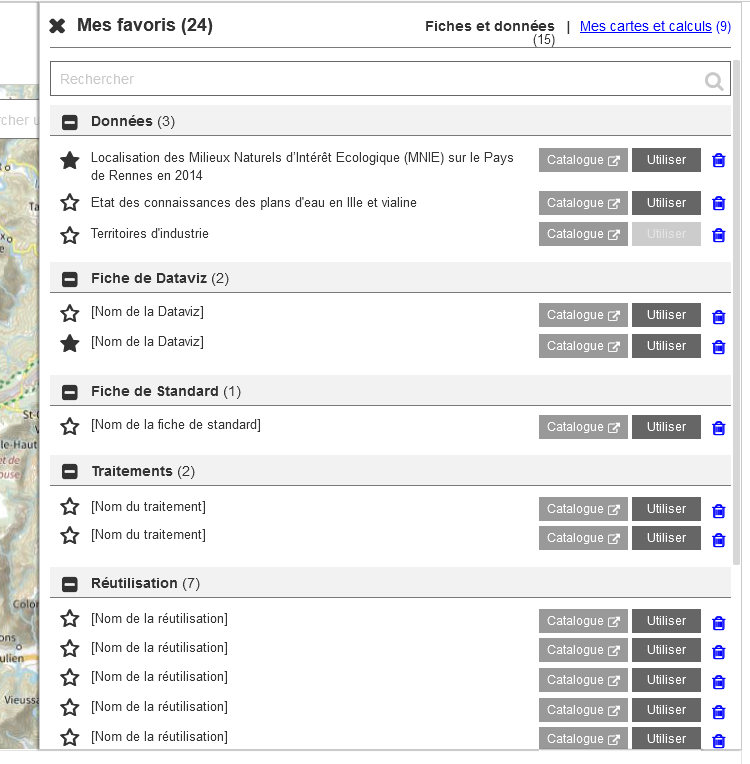 Mes favoris (24)
Fiches et données | Mes cartes et calculs (9)
(15)
Rechercher
cher u
Données (3)
Localisation des Milieux Naturels d'Intérêt Ecologique (MNIE) sur le Pays
de Rennes en 2014
Catalogue Utiliser
Etat des connaissances des plans d'eau en Ille et vialine
Catalogue Utiliser
Territoires d'industrie
Catalogue Utiliser
Fiche de Dataviz (2)
[Nom de la Dataviz]
Catalogue Utiliser
[Nom de la Dataviz]
Catalogue Utiliser
Fiche de Standard (1)
[Nom de la fiche de standard]
Catalogue Utiliser
Traitements (2)
[Nom du traitement]
Catalogue Utiliser
[Nom du traitement]
Catalogue Utiliser
Réutilisation (7)
[Nom de la réutilisation]
Catalogue Utiliser
[Nom de la réutilisation]
Catalogue Utiliser
[Nom de la réutilisation]
Catalogue Utiliser
[Nom de la réutilisation]
Catalogue Utiliser
[Nom de la réutilisation]
Catalogue Utiliser